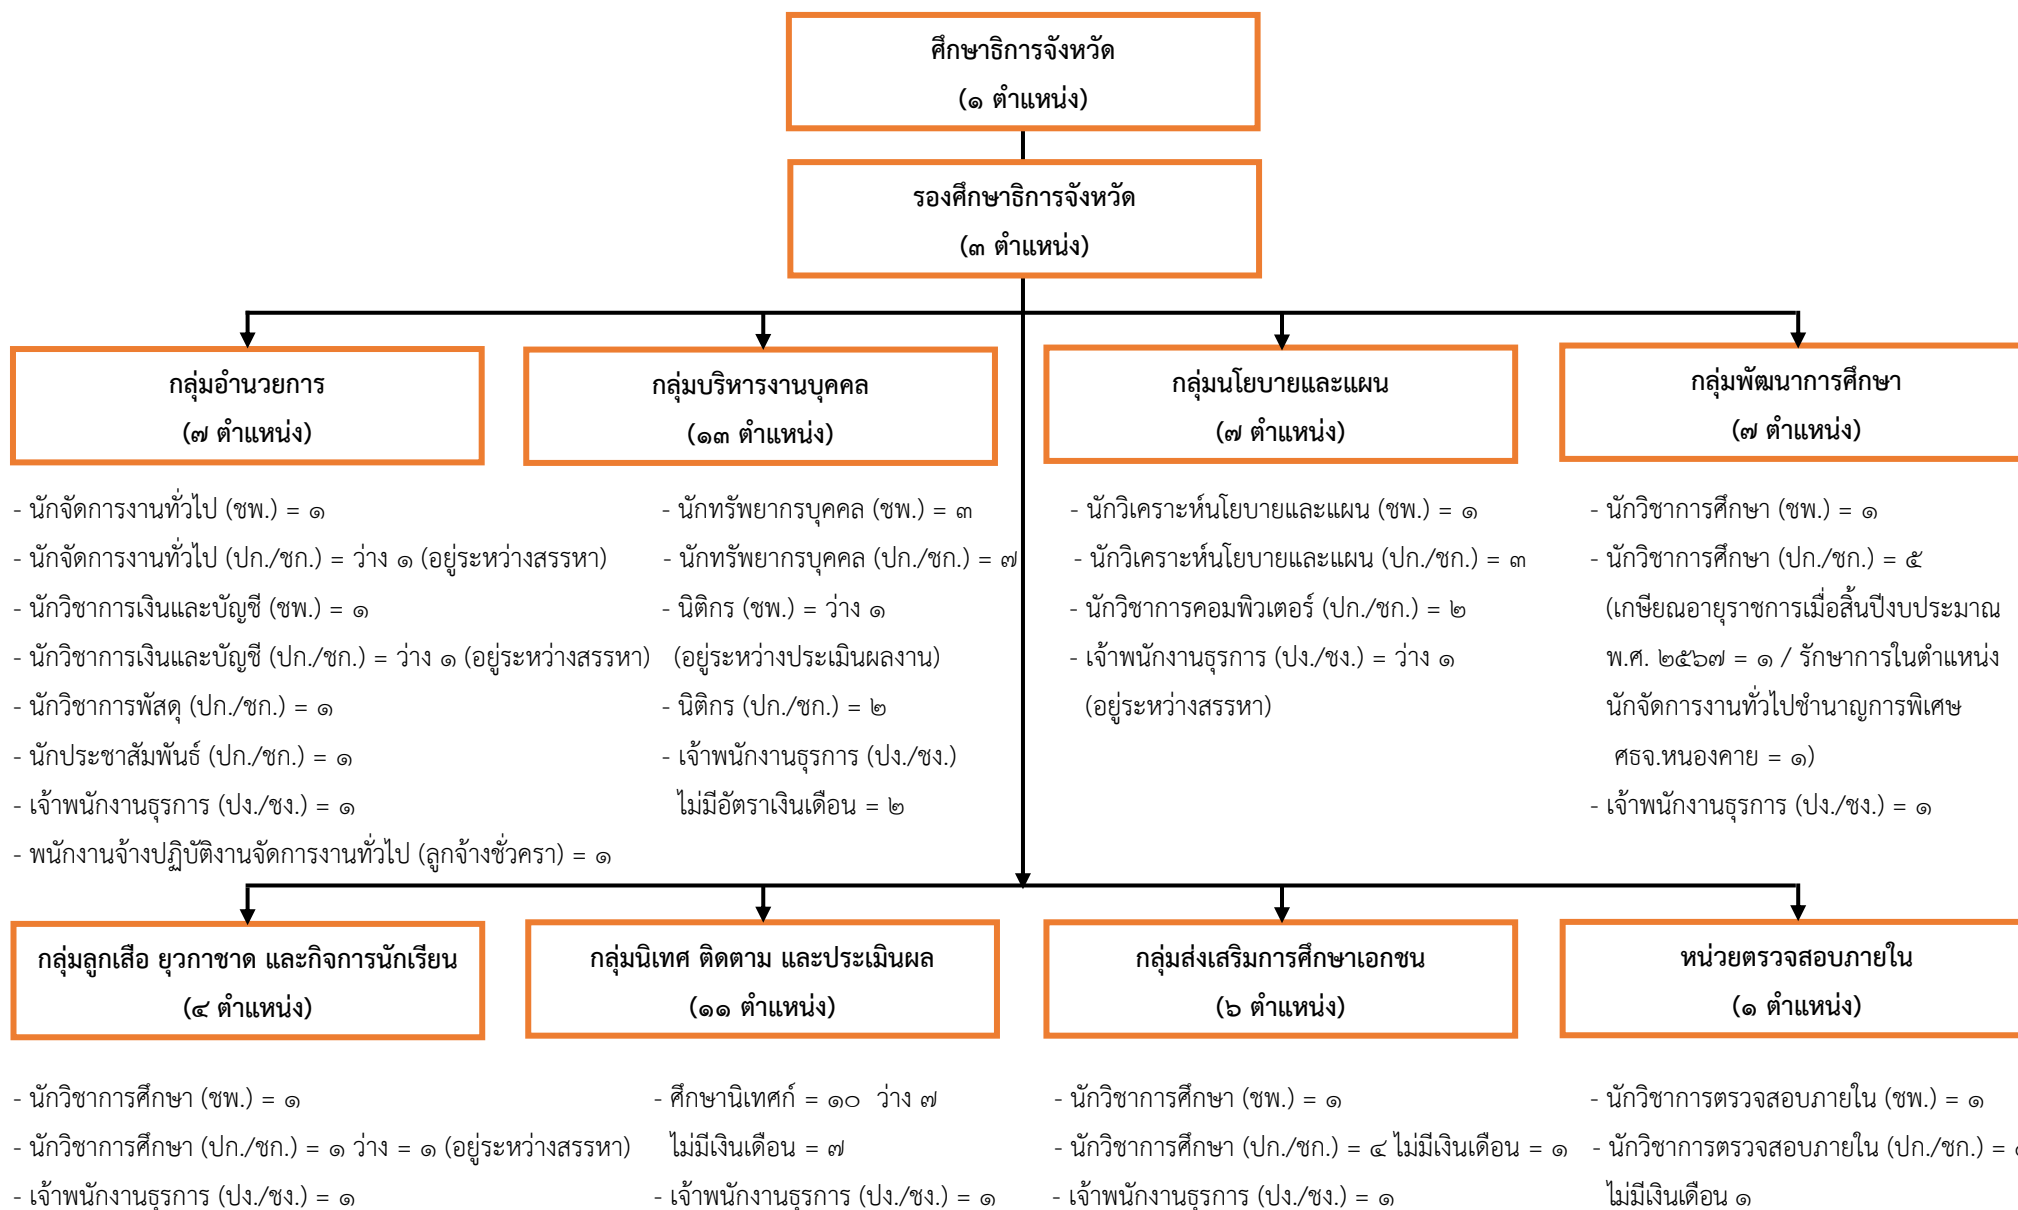 ศึกษาธิการจังหวัด
(๑ ตำแหน่ง)
รองศึกษาธิการจังหวัด
(๓ ตำแหน่ง)
กลุ่มอำนวยการ
(๗ ตำแหน่ง)
- นักจัดการงานทั่วไป (ชพ.) = ๑
- นักจัดการงานทั่วไป (ปก./ชก.) = ว่าง ๑ (อยู่ระหว่างสรรหา)
- นักวิชาการเงินและบัญชี (ชพ.) = ๑
- นักวิชาการเงินและบัญชี (ปก./ชก.) = ว่าง ๑ (อยู่ระหว่างสรรหา)
- นักวิชาการพัสดุ (ปก./ชก.) = ๑
- นักประชาสัมพันธ์ (ปก./ชก.) = ๑
- เจ้าพนักงานธุรการ (ปง./ชง.) = ๑
- พนักงานจ้างปฏิบัติงานจัดการงานทั่วไป (ลูกจ้างชั่วครา) = ๑
กลุ่มบริหารงานบุคคล
(๑๓ ตำแหน่ง)
- นักทรัพยากรบุคคล (ชพ.) = ๓
- นักทรัพยากรบุคคล (ปก./ชก.) = ๗
- นิติกร (ชพ.) = ว่าง ๑
(อยู่ระหว่างประเมินผลงาน)
- นิติกร (ปก./ชก.) = ๒
- เจ้าพนักงานธุรการ (ปง./ชง.)
ไม่มีอัตราเงินเดือน = ๒
กลุ่มนโยบายและแผน
(๗ ตำแหน่ง)
- นักวิเคราะห์นโยบายและแผน (ชพ.) = ๑
- นักวิเคราะห์นโยบายและแผน (ปก./ชก.) = ๓
- นักวิชาการคอมพิวเตอร์ (ปก./ชก.) = ๒
- เจ้าพนักงานธุรการ (ปง./ชง.) = ว่าง ๑
(อยู่ระหว่างสรรหา)
กลุ่มพัฒนาการศึกษา
(๗ ตำแหน่ง)
- นักวิชาการศึกษา (ชพ.) = ๑
- นักวิชาการศึกษา (ปก./ชก.) = ๕
(เกษียณอายุราชการเมื่อสิ้นปีงบประมาณ
พ.ศ. ๒๕๖๗ = ๑ / รักษาการในตำแหน่ง
นักจัดการงานทั่วไปชำนาญการพิเศษ
ศธจ.หนองคาย = ๑)
- เจ้าพนักงานธุรการ (ปง./ชง.) = ๑
กลุ่มลูกเสือ ยุวกาชาด และกิจการนักเรียน
(๔ ตำแหน่ง)
- นักวิชาการศึกษา (ชพ.) = ๑
- นักวิชาการศึกษา (ปก./ชก.) = ๑ ว่าง = ๑ (อยู่ระหว่างสรรหา)
- เจ้าพนักงานธุรการ (ปง./ชง.) = ๑
กลุ่มนิเทศ ติดตาม และประเมินผล
(๑๑ ตำแหน่ง)
- ศึกษานิเทศก์ = ๑๐ ว่าง ๗
ไม่มีเงินเดือน = ๗
- เจ้าพนักงานธุรการ (ปง./ชง.) = ๑
กลุ่มส่งเสริมการศึกษาเอกชน
(๖ ตำแหน่ง)
- นักวิชาการศึกษา (ชพ.) = ๑
- นักวิชาการศึกษา (ปก./ชก.) = ๔ ไม่มีเงินเดือน = ๑
- เจ้าพนักงานธุรการ (ปง./ชง.) = ๑
หน่วยตรวจสอบภายใน
(๑ ตำแหน่ง)
- นักวิชาการตรวจสอบภายใน (ชพ.) = ๑
- นักวิชาการตรวจสอบภายใน (ปก./ชก.) =
ไม่มีเงินเดือน ๑